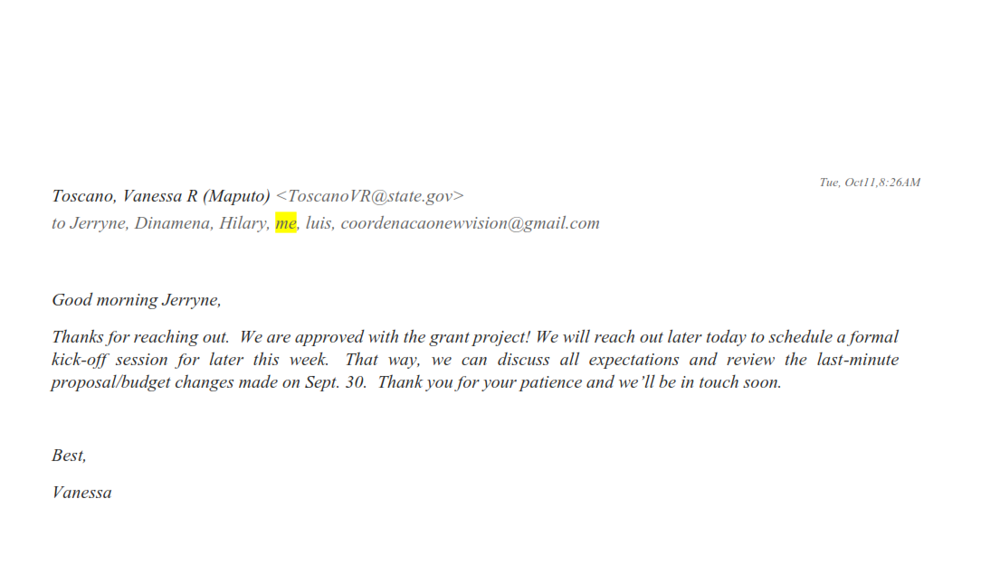 Tue, Oct11,8:26AM
Toscano, Vanessa R (Maputo) <ToscanoVR@state.gov>
to Jerryne, Dinamena, Hilary, me, luis, coordenacaonewvision@gmail.com
Good morning Jerryne,
Thanks for reaching out.  We are approved with the grant project! We will reach out later today to schedule a formal
kick-off session for later this week.  That way, we can discuss all expectations and review the last-minute
proposal/budget changes made on Sept. 30.  Thank you for your patience and we’ll be in touch soon.
Best,
Vanessa